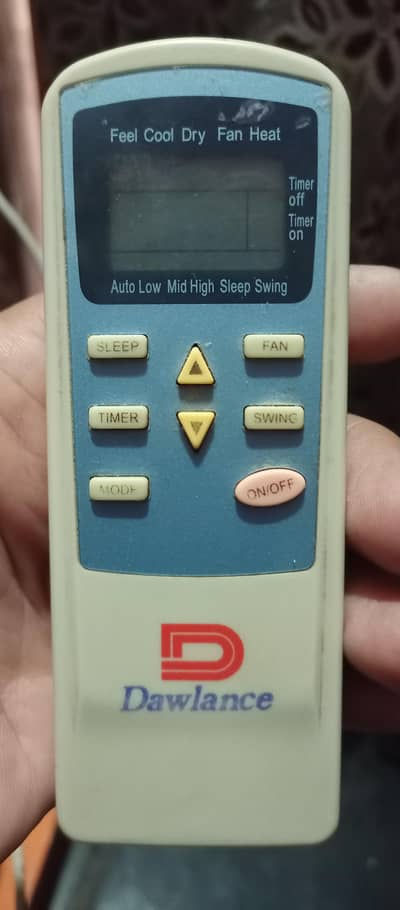 Feel Cool Dry Fan Heat
Timer
off
Timer
on
Auto Low Mid High Sleep Swing
SLEEP
FAN
TIMER
SWING
MODE
ON/OFF
Dawlance